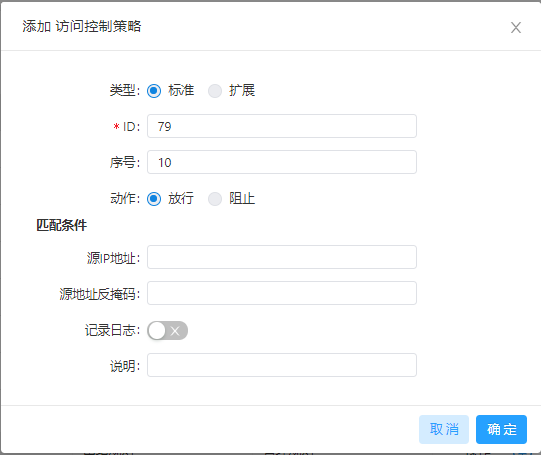 添加 访问控制策略
类型： 标准 扩展
* ID： 79
序号： 10
动作： 放行 阻止
匹配条件
源IP地址：
源地址反掩码：
记录日志：
说明：
取消 确定